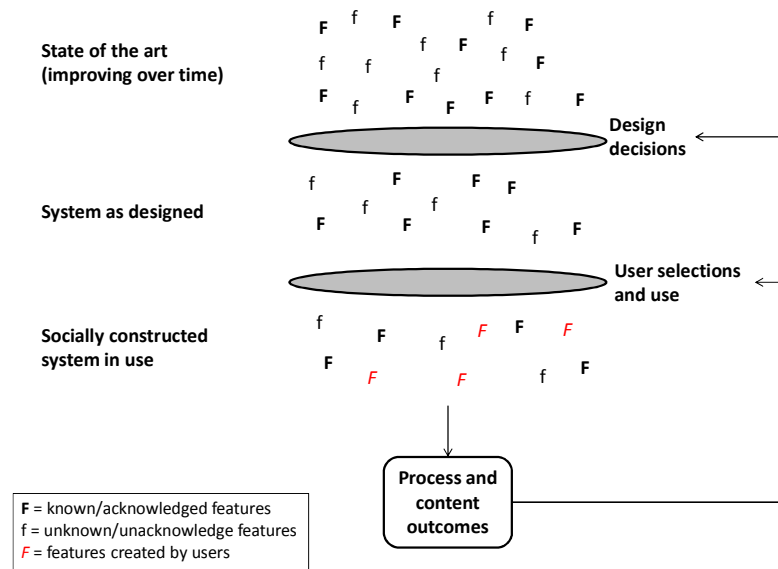 F f F f F
State of the art
f F f F
(improving over time)
f f f
F f F F F f F
Design
decisions
f F F F
System as designed
f f
F F F f F
User selections
and use
Socially constructed
system in use
f F f F F F
F F F f F
Process and
content
outcomes
F = known/acknowledged features
f = unknown/unacknowledge features
F = features created by users